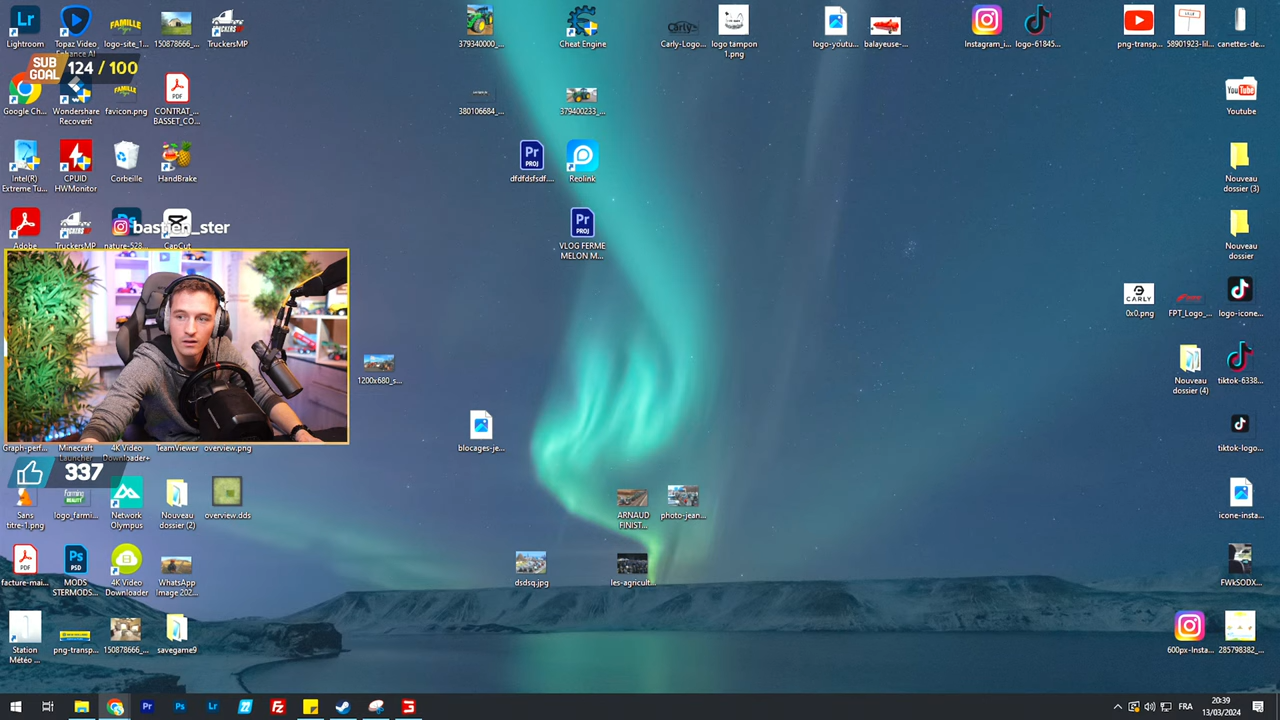 Lightroom
Topaz Video
Enhance AI
logo-site_1...
150878666_...
TruckersMP
379340000_...
Cheat Engine
Carly-Logo...
logo tampon
1.png
logo-youtu...
balayeuse-...
Instagram_i...
logo-61845...
png-transp...
58901923-lil...
canettes-de...
SUB
GOAL
124 / 100
Google Ch...
Wondershare
Recoverit
favicon.png
CONTRAT_...
BASSET_CO...
380106684_...
379400233_...
Youtube
Intel(R)
Extreme Tu...
CPUID
HWMonitor
Corbeille
HandBrake
dfdfdsfsdf....
Reolink
Nouveau
dossier (3)
Adobe
TruckersMP
nature-528...
CapCut
bastien_ster
VLOG FERME
MELON M...
Nouveau
dossier
CARLY
0x0.png
FPT_Logo_...
logo-icone...
1200x680_s...
Nouveau
dossier (4)
tiktok-6338...
Graph-perf...
Minecraft
Launcher
4K Video
Downloader+
TeamViewer
overview.png
blocages-je...
tiktok-logo...
337
Sans
titre-1.png
logo_farmi...
Network
Olympus
Nouveau
dossier (2)
overview.dds
ARNAUD
FINIST...
photo-jean...
icone-insta...
facture-mai...
MODS
STERMODS...
4K Video
Downloader
WhatsApp
Image 202...
dsdsq.jpg
les-agricult...
FWkSODX...
Station
Météo ...
png-transp...
150878666_...
savegame9
600px-Insta...
285798382_...
FRA
20:39
13/03/2024